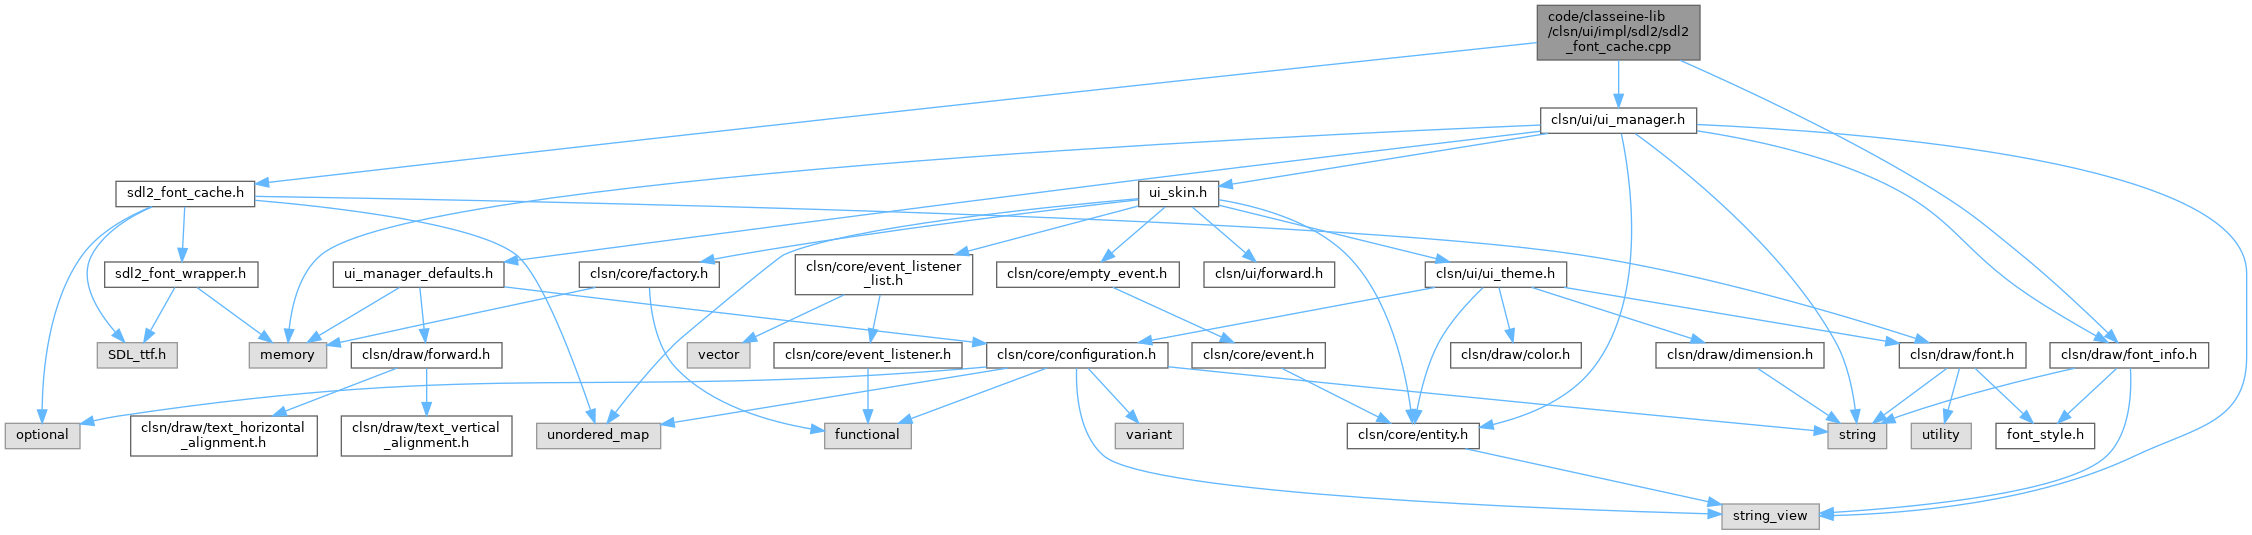 code/classeine-lib
/clsn/ui/impl/sdl2/sdl2
_font_cache.cpp
clsn/ui/ui_manager.h
sdl2_font_cache.h
ui_skin.h
sdl2_font_wrapper.h
ui_manager_defaults.h
clsn/core/factory.h
clsn/core/event_listener
_list.h
clsn/core/empty_event.h
clsn/ui/forward.h
clsn/ui/ui_theme.h
SDL_ttf.h
memory
clsn/draw/forward.h
vector
clsn/core/event_listener.h
clsn/core/configuration.h
clsn/core/event.h
clsn/draw/color.h
clsn/draw/dimension.h
clsn/draw/font.h
clsn/draw/font_info.h
optional
clsn/draw/text_horizontal
_alignment.h
clsn/draw/text_vertical
_alignment.h
unordered_map
functional
variant
clsn/core/entity.h
string
utility
font_style.h
string_view